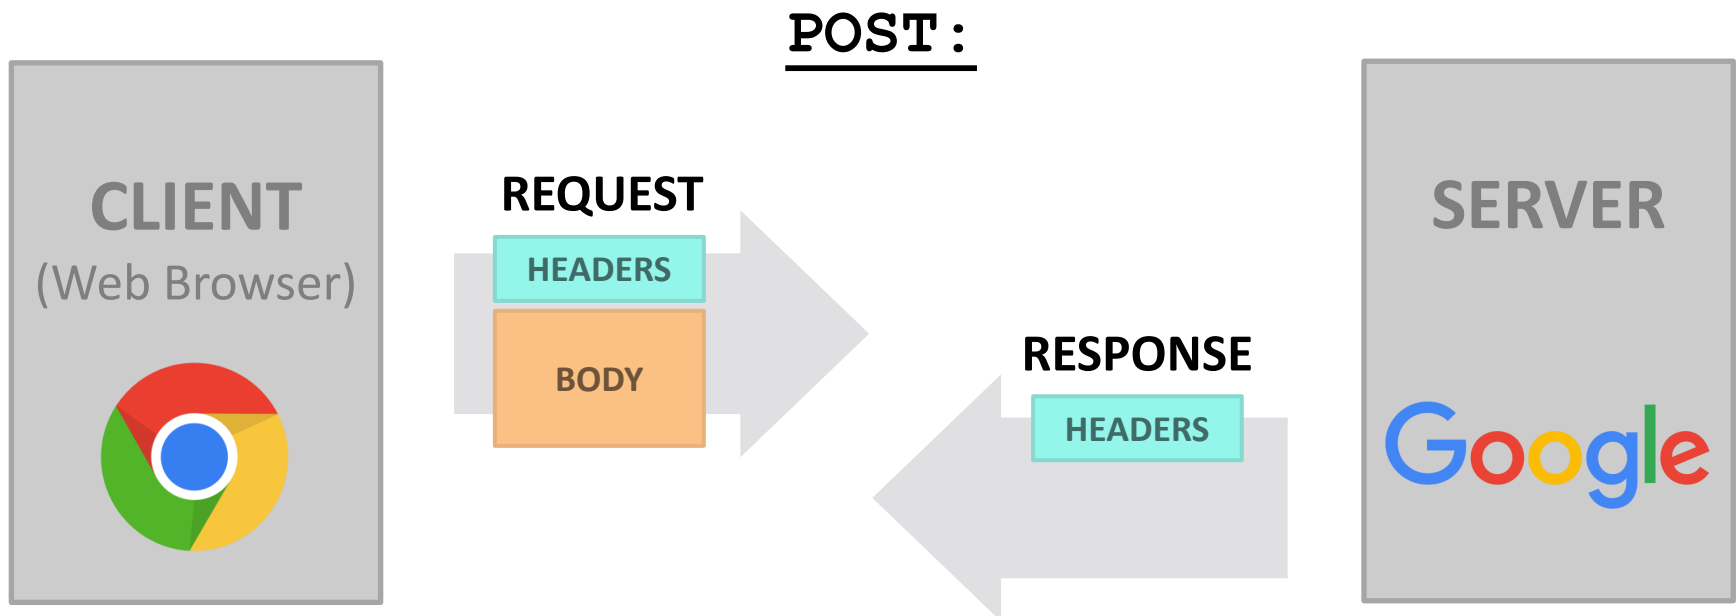 POST:
CLIENT
(Web Browser)
REQUEST
HEADERS
BODY
RESPONSE
HEADERS
SERVER
Google